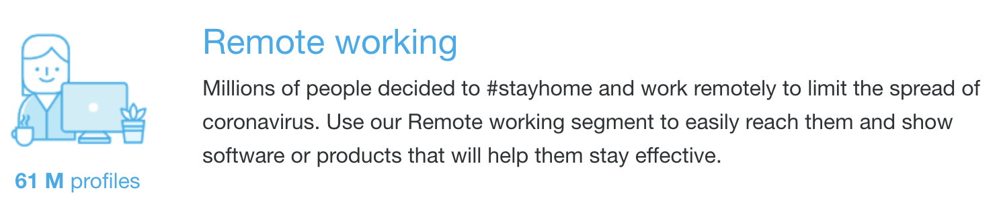 Remote working
Millions of people decided to #stayhome and work remotely to limit the spread of
coronavirus. Use our Remote working segment to easily reach them and show
software or products that will help them stay effective.
61 M profiles